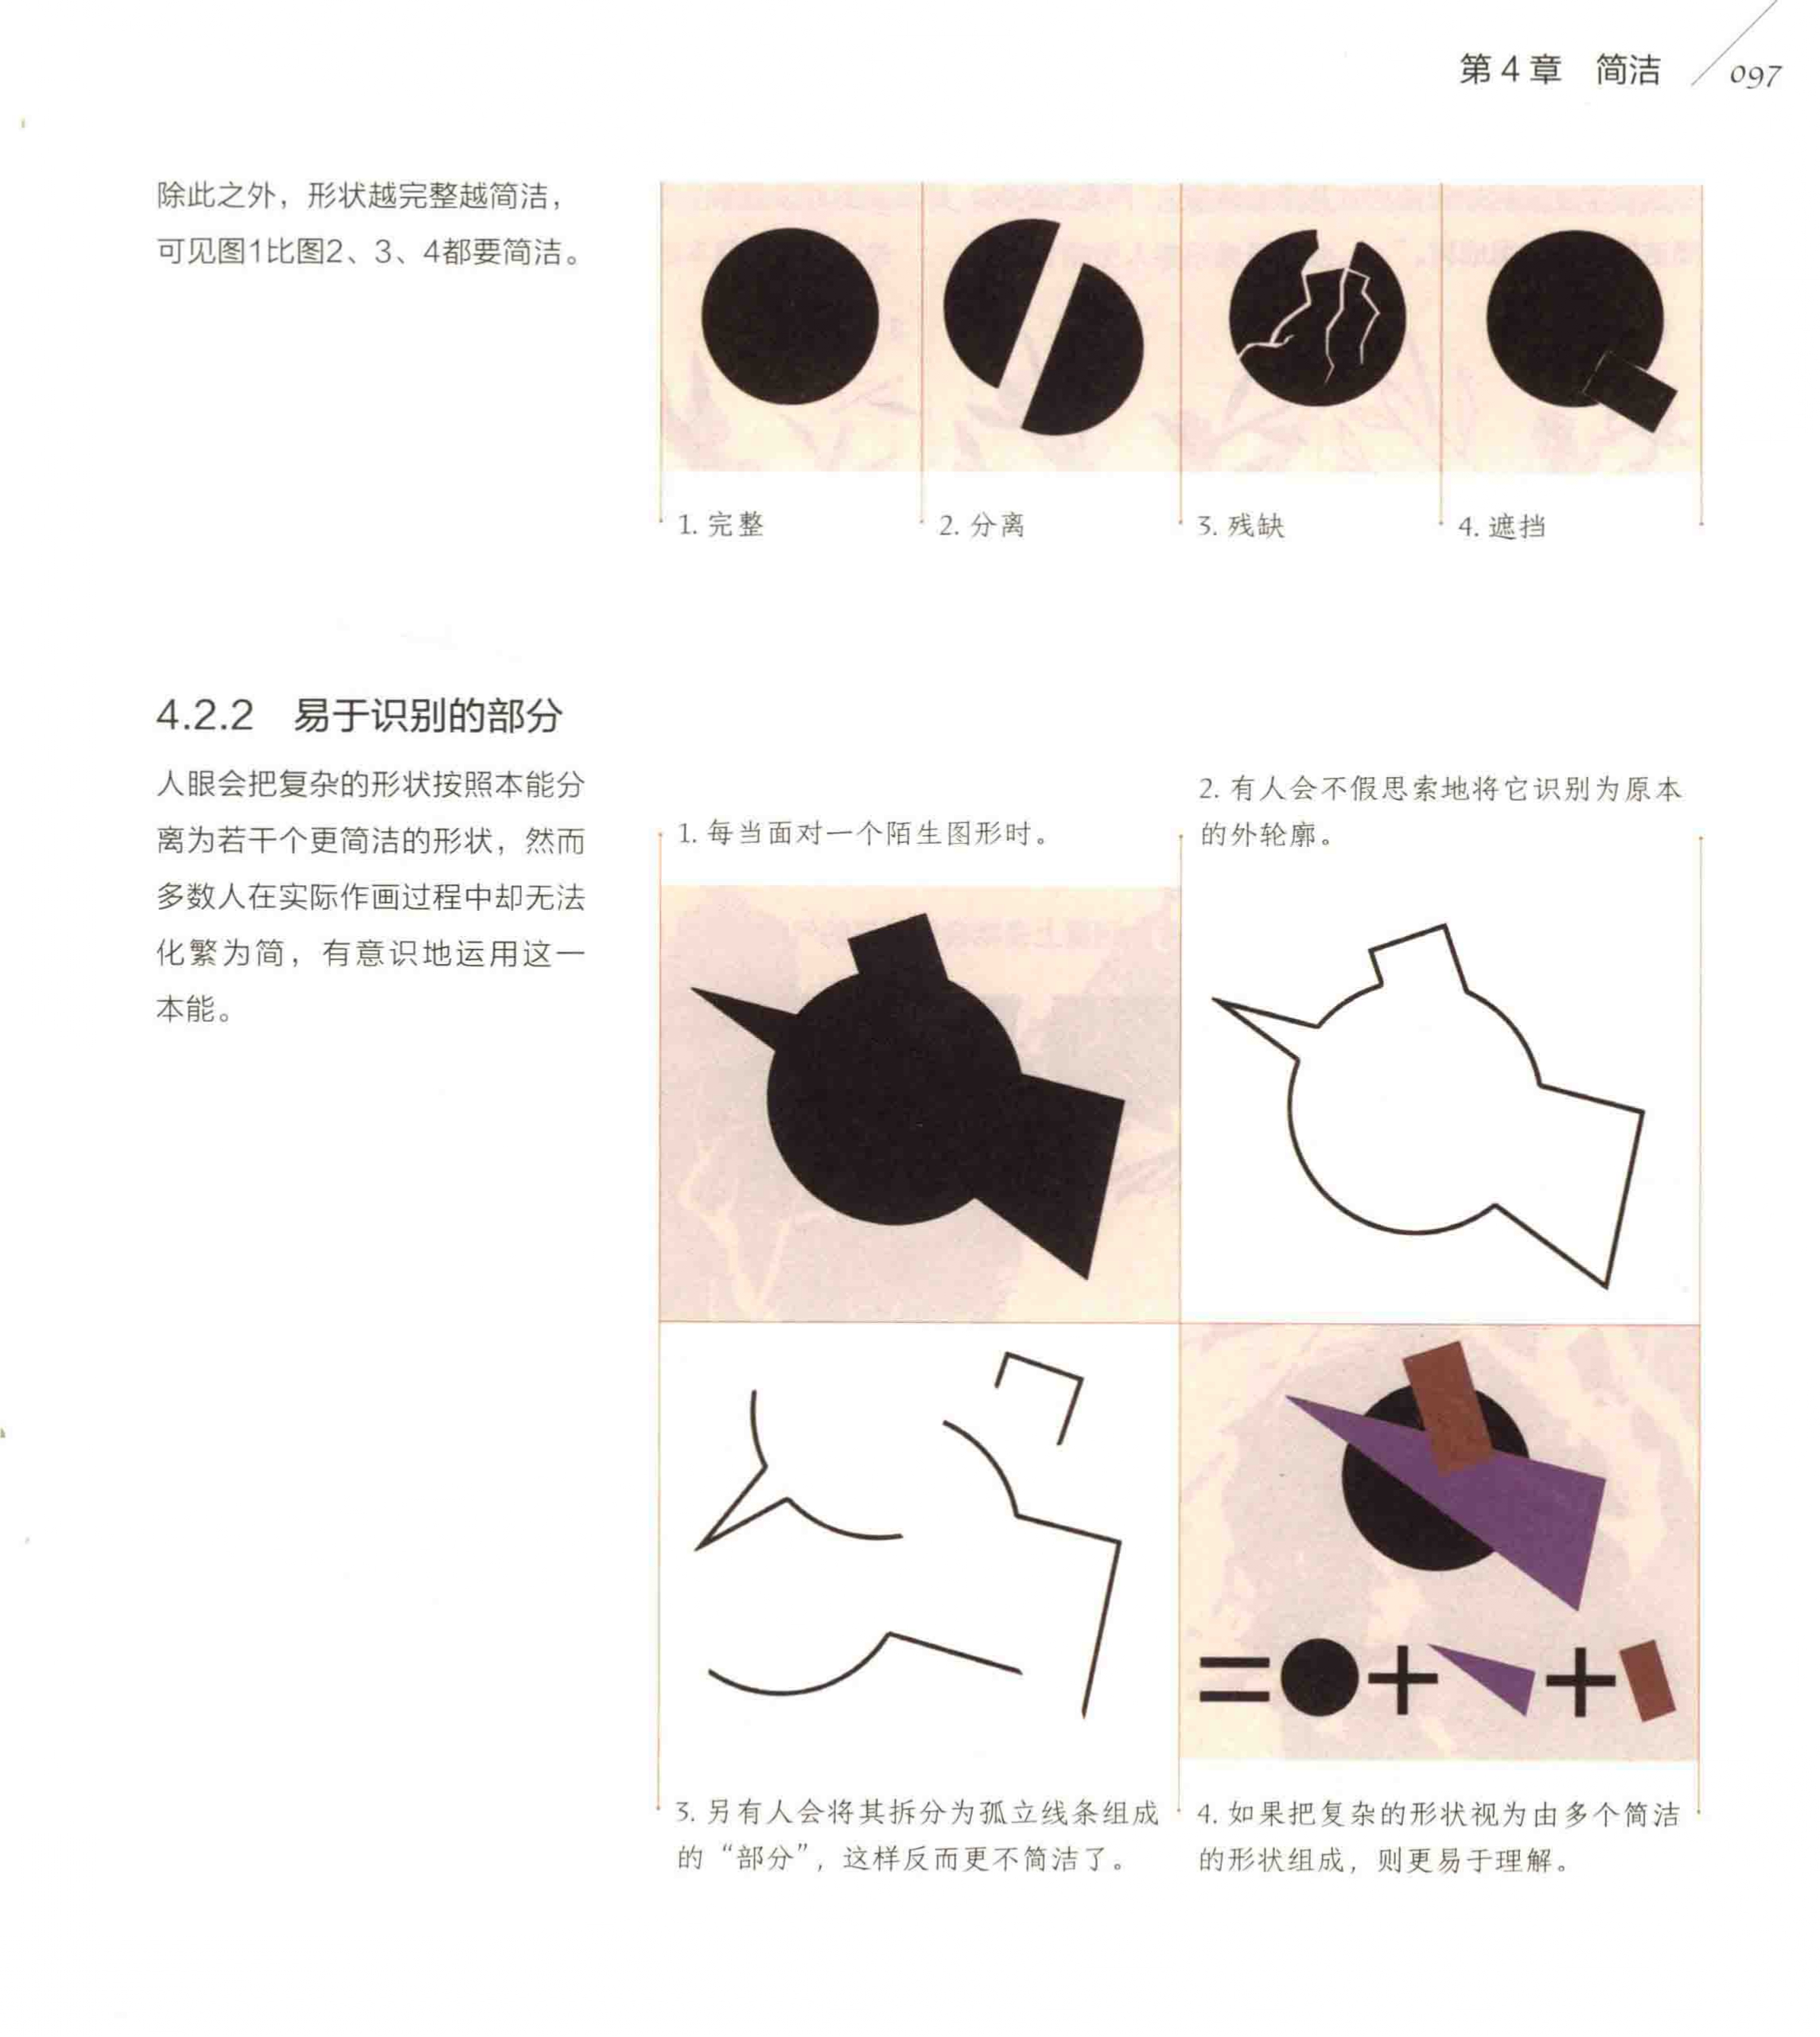 第4章 简洁 097
除此之外，形状越完整越简洁，
可见图1比图2、3、4都要简洁。
1. 完整
2. 分离
3. 残缺
4. 遮挡
4.2.2 易于识别的部分
人眼会把复杂的形状按照本能分
离为若干个更简洁的形状，然而
多数人在实际作画过程中却无法
化繁为简，有意识地运用这一
本能。
1. 每当面对一个陌生图形时。
2. 有人会不假思索地将它识别为原本
的外轮廓。
3. 另有人会将其拆分为孤立线条组成
的“部分”，这样反而更不简洁了。
4. 如果把复杂的形状视为由多个简洁
的形状组成，则更易于理解。